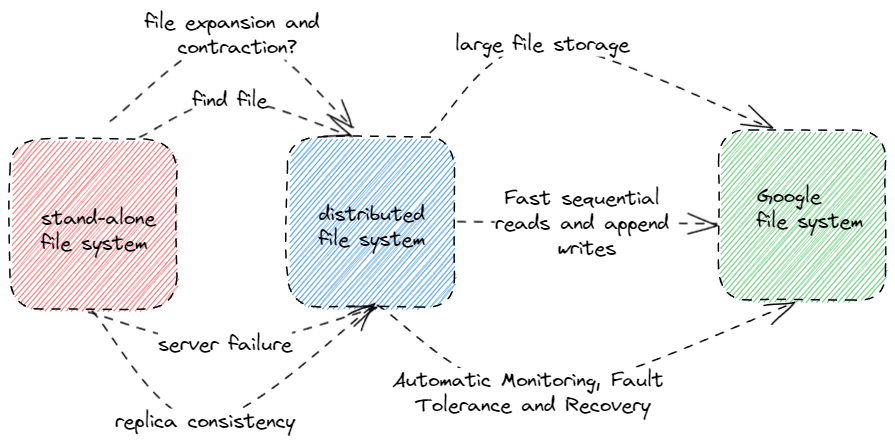 file expansion and
contraction?
find file
large file storage
stand-alone
file system
distributed
file system
Fast sequential
reads and append
writes
Google
file system
server failure
replica consistency
Automatic Monitoring, Fault
Tolerance and Recovery